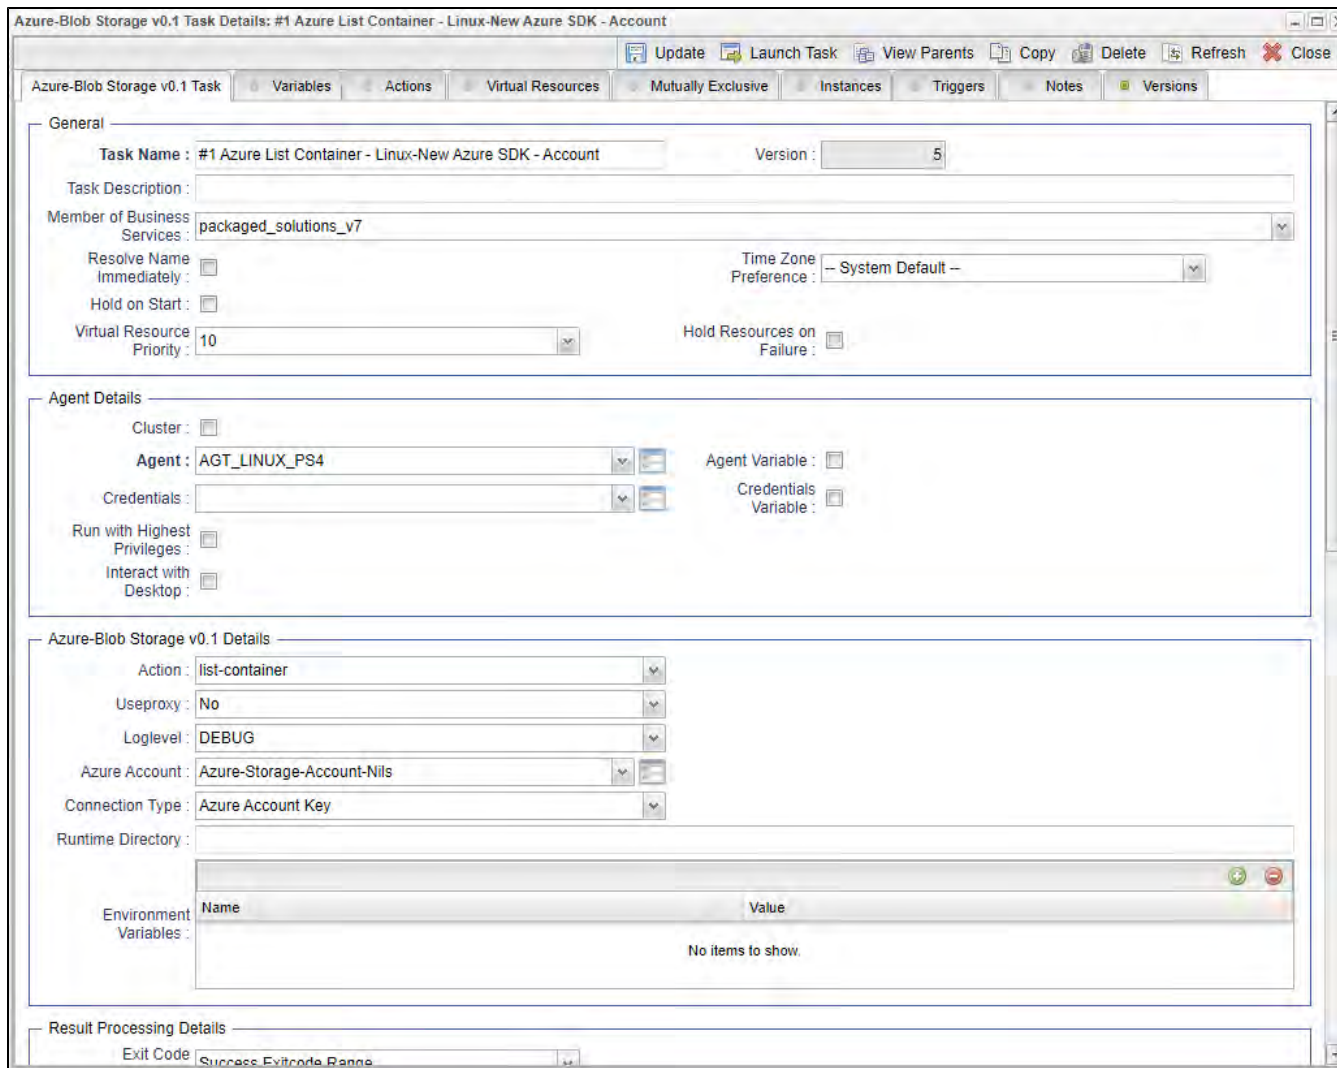 Azure-Blob Storage v0.1 Task Details: #1 Azure List Container - Linux-New Azure SDK - Account
Update Launch Task View Parents Copy Delete Refresh Close
Azure-Blob Storage v0.1 Task Variables Actions Virtual Resources Mutually Exclusive Instances Triggers Notes Versions
General
Task Name : #1 Azure List Container - Linux-New Azure SDK - Account Version : 5
Task Description :
Member of Business
Services : packaged_solutions_v7
Resolve Name
Immediately :
Time Zone
Preference : -- System Default --
Hold on Start :
Virtual Resource
Priority : 10
Hold Resources on
Failure :
Agent Details
Cluster :
Agent : AGT_LINUX_PS4 Agent Variable :
Credentials :
Credentials
Variable :
Run with Highest
Privileges :
Interact with
Desktop :
Azure-Blob Storage v0.1 Details
Action : list-container
Useproxy : No
Loglevel : DEBUG
Azure Account : Azure-Storage-Account-Nils
Connection Type : Azure Account Key
Runtime Directory :
Environment
Variables :
Name Value
No items to show.
Result Processing Details
Exit Code
Success Exitcode Range